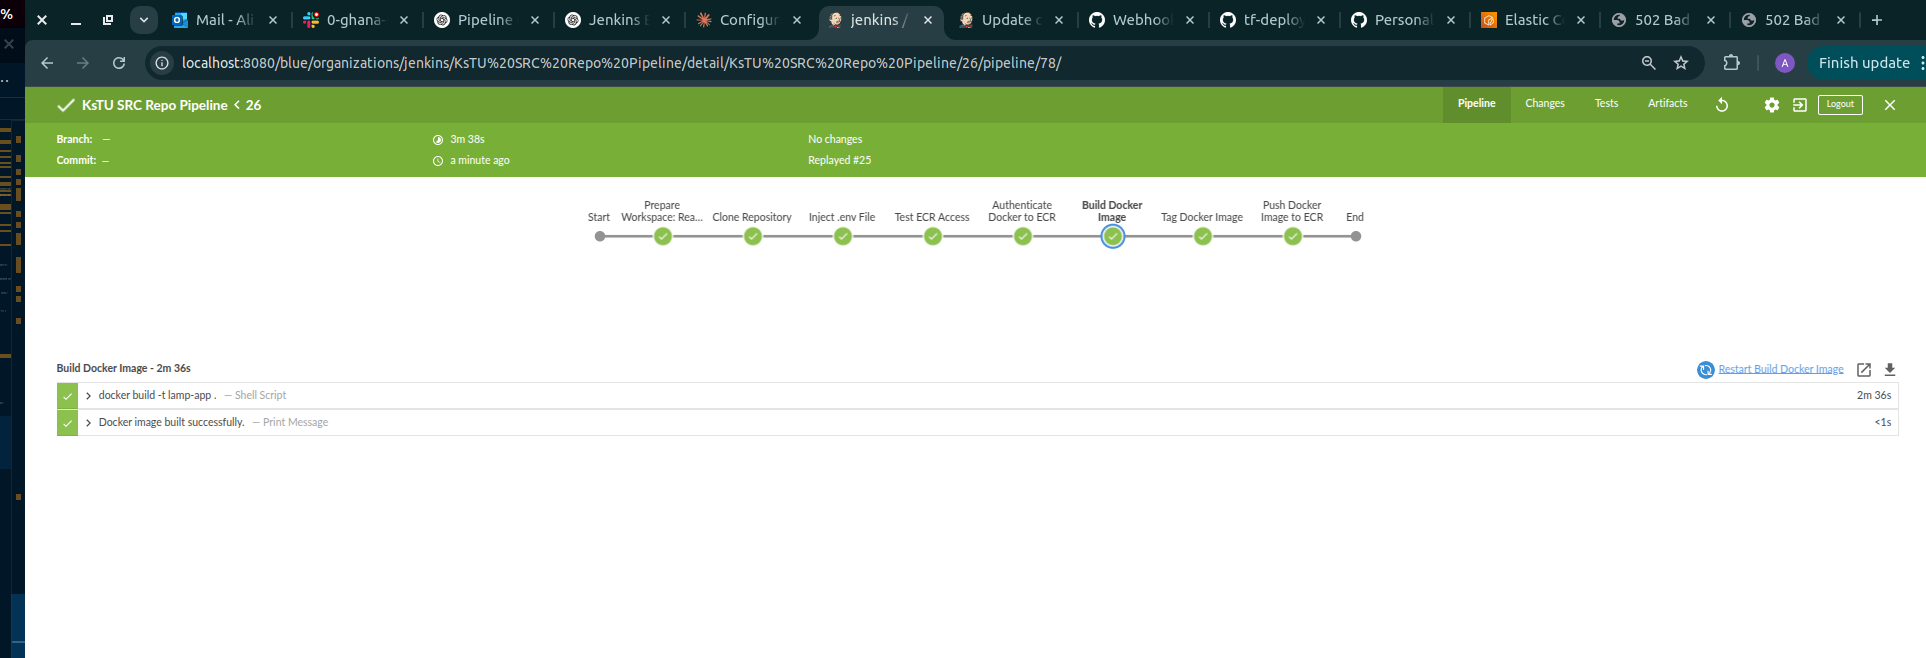 %
Mail - Ali
0-ghana-
Pipeline
Jenkins E
Configur
jenkins /
Update c
Webhool
tf-deploy
Personal
Elastic C
502 Bad
502 Bad
localhost:8080/blue/organizations/jenkins/KsTU%20SRC%20Repo%20Pipeline/detail/KsTU%20SRC%20Repo%20Pipeline/26/pipeline/78/
A
Finish update
KsTU SRC Repo Pipeline < 26
Pipeline
Changes
Tests
Artifacts
Logout
Branch: —
3m 38s
No changes
Commit: —
a minute ago
Replayed #25
Start
Prepare
Workspace: Rea...
Clone Repository
Inject .env File
Test ECR Access
Authenticate
Docker to ECR
Build Docker
Image
Tag Docker Image
Push Docker
Image to ECR
End
Build Docker Image - 2m 36s
Restart Build Docker Image
docker build -t lamp-app . — Shell Script
2m 36s
Docker image built successfully. — Print Message
<1s